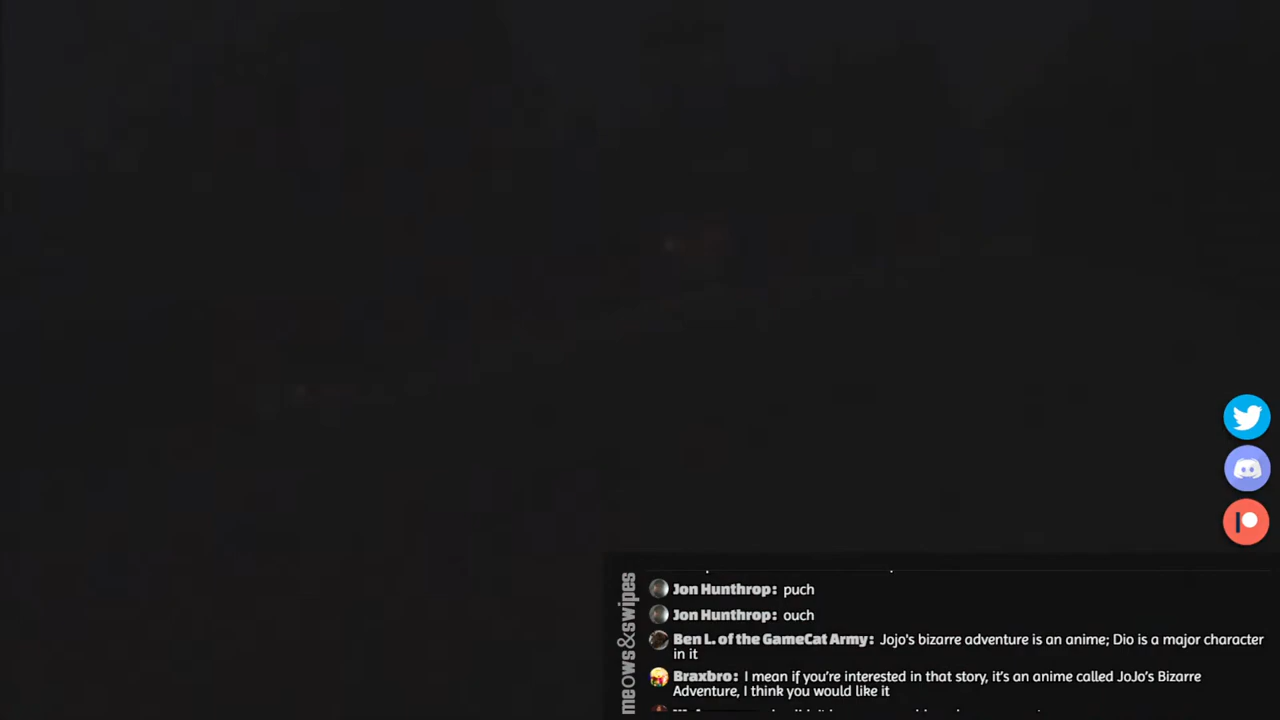 Jon Hunthrop: puch
Jon Hunthrop: ouch
Ben L. of the GameCat Army: Jojo's bizarre adventure is an anime; Dio is a major character
in it
Braxbro: I mean if you're interested in that story, it's an anime called JoJo's Bizarre
Adventure, I think you would like it
meows&swipes